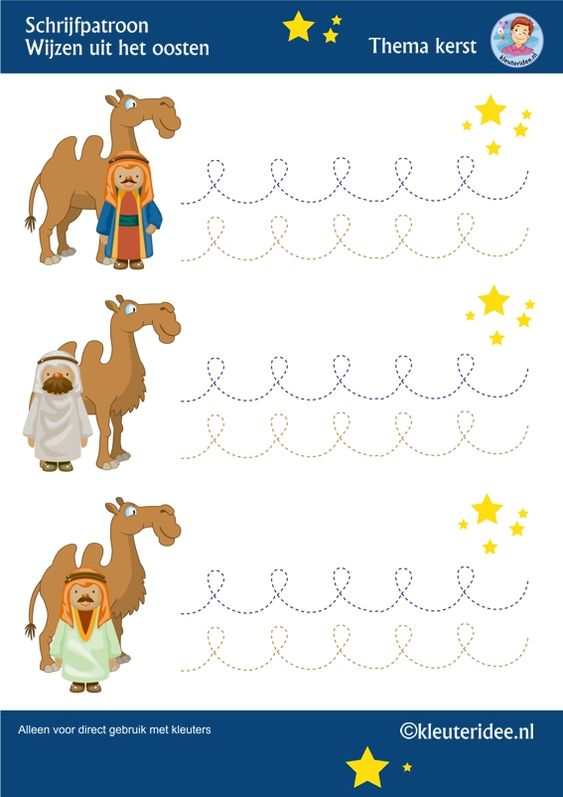 Schrijfpatroon
Wijzen uit het oosten
Thema kerst
kleuteridee.nl
Alleen voor direct gebruik met kleuters
©kleuteridee.nl